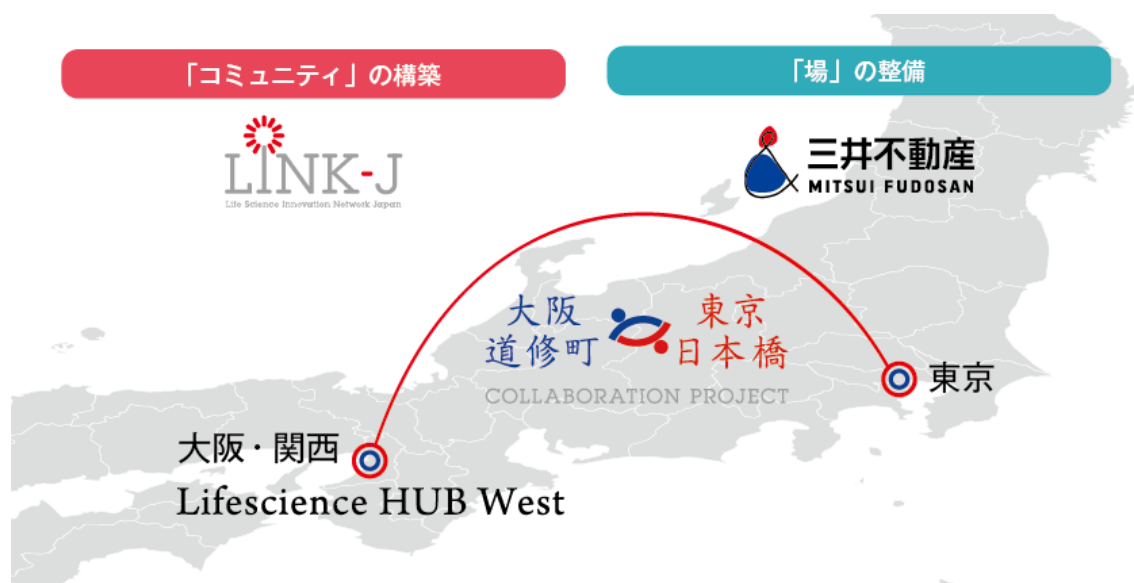 「コミュニティ」の構築
「場」の整備
LINK-J
Life Science Innovation Network Japan
三井不動産
MITSUI FUDOSAN
大阪
道修町
東京
日本橋
COLLABORATION PROJECT
東京
大阪・関西
Lifescience HUB West